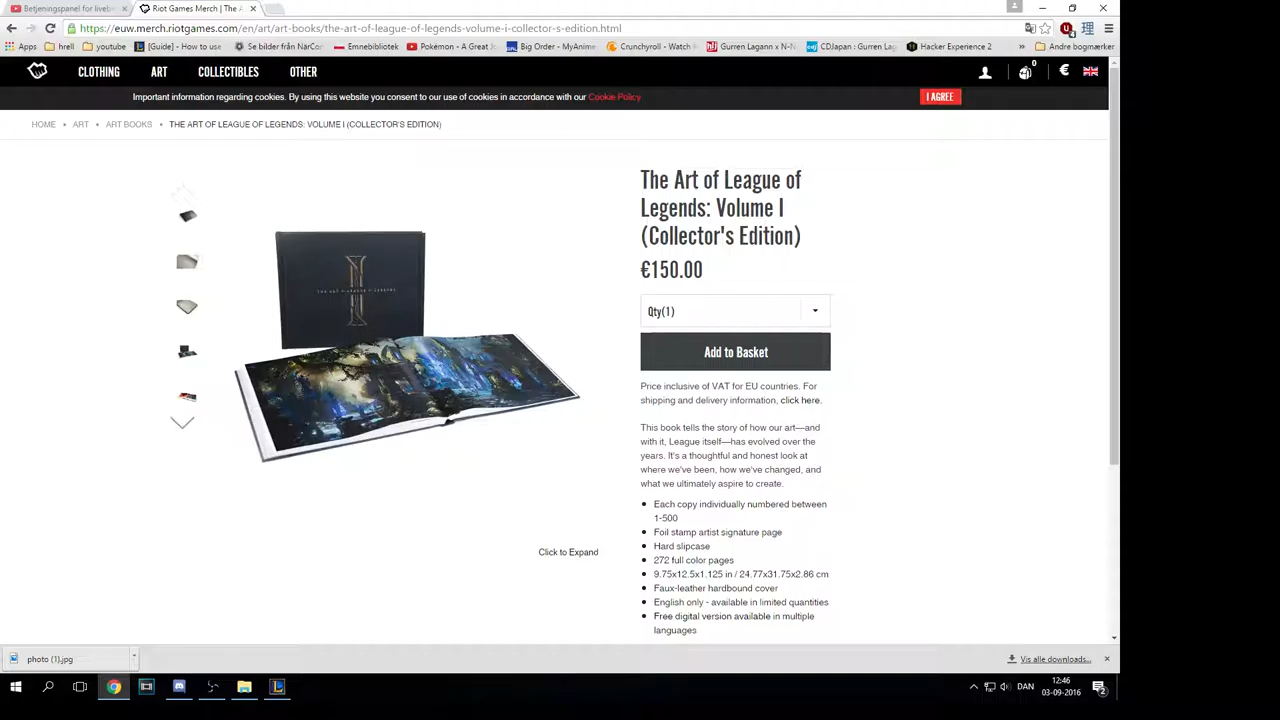 Betjeningspanel for liveb
Riot Games Merch | The A
https://euw.merch.riotgames.com/en/art/art-books/the-art-of-league-of-legends-volume-i-collector-s-edition.html
Apps hrell youtube [Guide] - How to use Se bilder från NarCor Emnebibliotek Pokémon - A Great Jo Big Order - MyAnime Crunchyroll - Watch Gurren Lagann x N-N CDJapan : Gurren Lag Hacker Experience 2 » Andre bogmærker
CLOTHING ART COLLECTIBLES OTHER 0 €
Important information regarding cookies. By using this website you consent to our use of cookies in accordance with our Cookie Policy
I AGREE
HOME • ART • ART BOOKS • THE ART OF LEAGUE OF LEGENDS: VOLUME I (COLLECTOR'S EDITION)
THE ART OF LEAGUE OF LEGENDS
Click to Expand
The Art of League of
Legends: Volume I
(Collector's Edition)
€150.00
Qty(1)
Add to Basket
Price inclusive of VAT for EU countries. For
shipping and delivery information, click here.
This book tells the story of how our art—and
with it, League itself—has evolved over the
years. It's a thoughtful and honest look at
where we've been, how we've changed, and
what we ultimately aspire to create.
• Each copy individually numbered between
1-500
• Foil stamp artist signature page
• Hard slipcase
• 272 full color pages
• 9.75x12.5x1.125 in / 24.77x31.75x2.86 cm
• Faux-leather hardbound cover
• English only - available in limited quantities
• Free digital version available in multiple
languages
photo (1).jpg
Vis alle downloads...
DAN
12:46
03-09-2016
2